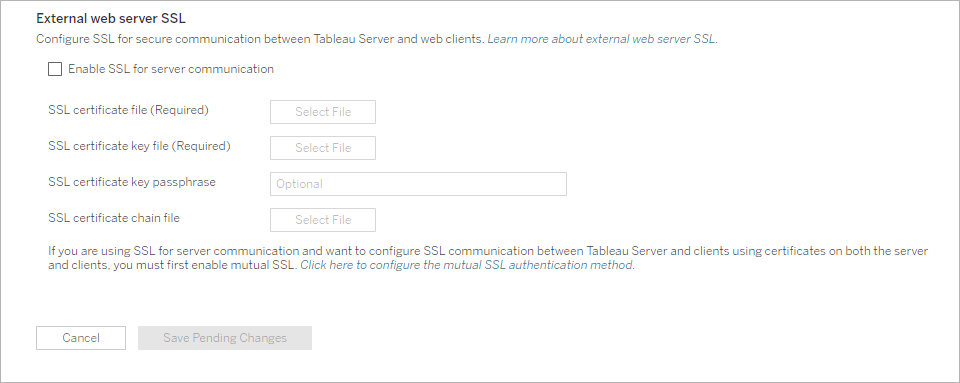 External web server SSL
Configure SSL for secure communication between Tableau Server and web clients. Learn more about external web server SSL.
Enable SSL for server communication
SSL certificate file (Required) Select File
SSL certificate key file (Required) Select File
SSL certificate key passphrase Optional
SSL certificate chain file Select File
If you are using SSL for server communication and want to configure SSL communication between Tableau Server and clients using certificates on both the server
and clients, you must first enable mutual SSL. Click here to configure the mutual SSL authentication method.
Cancel Save Pending Changes